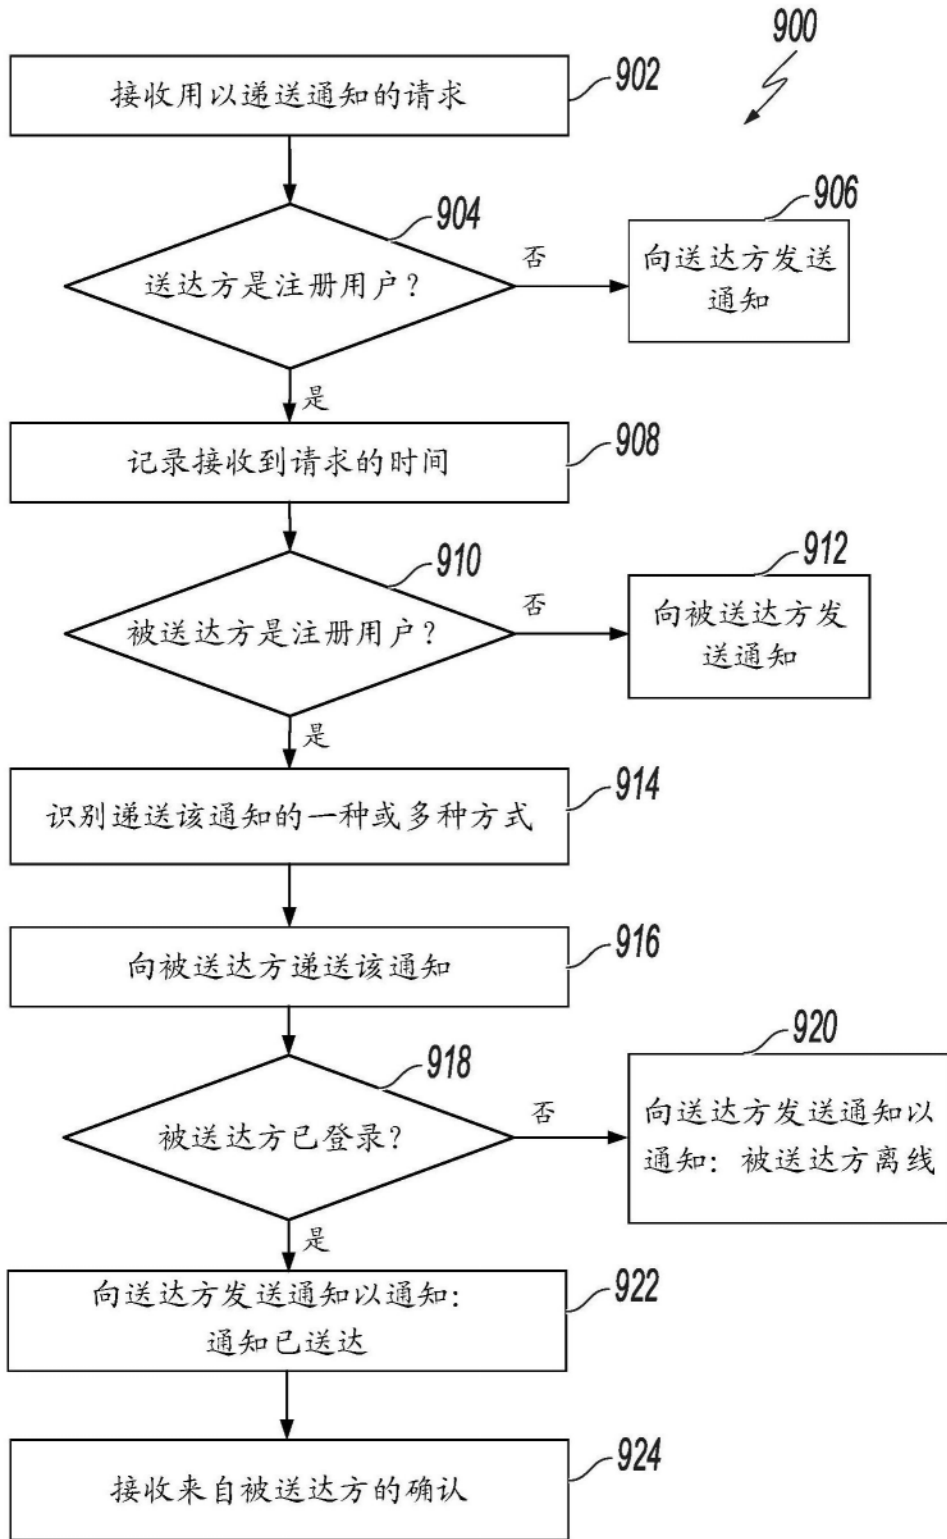 900
接收用以递送通知的请求
902
904
送达方是注册用户？
否
906
向送达方发送
通知
是
记录接收到请求的时间
908
910
被送达方是注册用户？
否
912
向被送达方发
送通知
是
识别递送该通知的一种或多种方式
914
向被送达方递送该通知
916
918
被送达方已登录？
否
920
向送达方发送通知以
通知：被送达方离线
是
向送达方发送通知以通知：
通知已送达
922
接收来自被送达方的确认
924